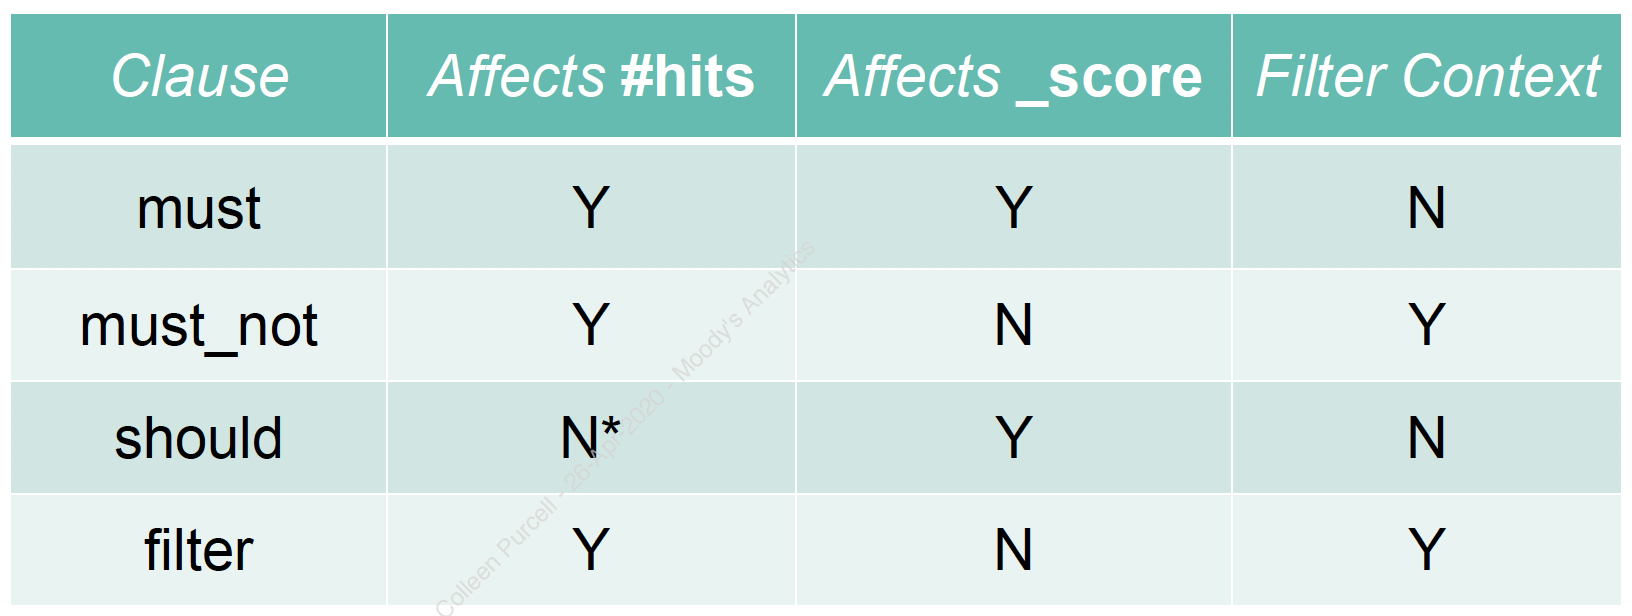 Clause Affects #hits Affects _score Filter Context
must Y Y N
must_not Y N Y
should N* Y N
filter Y N Y
Colleen Purcell - 26-Apr-2020 - Moody's Analytics